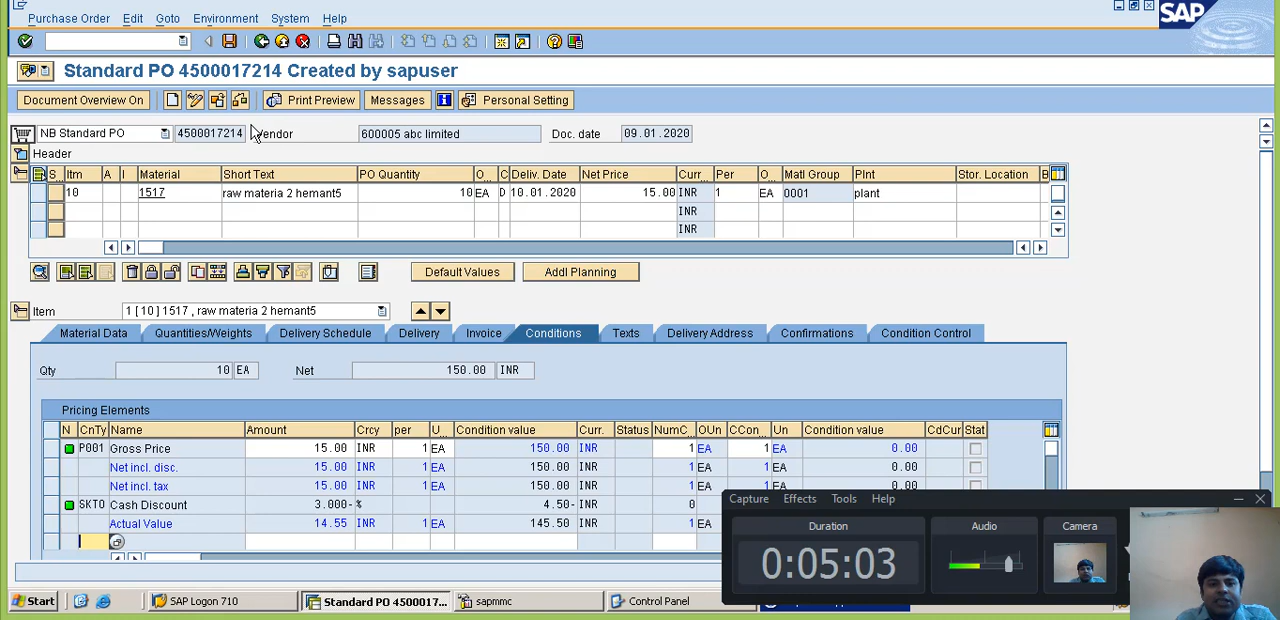 Purchase Order Edit Goto Environment System Help
SAP
Standard PO 4500017214 Created by sapuser
Document Overview On Print Preview Messages Personal Setting
NB Standard PO 4500017214 Vendor 600005 abc limited Doc. date 09.01.2020
Header
S... Itm A I Material Short Text PO Quantity O... C Deliv. Date Net Price Curr... Per O... Matl Group Plnt Stor. Location B
10 1517 raw materia 2 hemant5 10 EA D 10.01.2020 15.00 INR 1 EA 0001 plant
INR
INR
Default Values Addl Planning
Item 1 [ 10 ] 1517 , raw materia 2 hemant5
Material Data Quantities/Weights Delivery Schedule Delivery Invoice Conditions Texts Delivery Address Confirmations Condition Control
Qty 10 EA Net 150.00 INR
Pricing Elements
N CnTy Name Amount Crcy per U... Condition value Curr. Status NumC OUn CCon Un Condition value CdCur Stat
P001 Gross Price 15.00 INR 1 EA 150.00 INR 1 EA 1 EA 0.00
Net incl. disc. 15.00 INR 1 EA 150.00 INR 1 EA 1 EA 0.00
Net incl. tax 15.00 INR 1 EA 150.00 INR 1 EA 1 EA 0.00
SKTO Cash Discount 3.000- % 4.50- INR 0
Actual Value 14.55 INR 1 EA 145.50 INR 1 EA
Capture Effects Tools Help
Duration Audio Camera
0:05:03
Start SAP Logon 710 Standard PO 4500017... sapmmc Control Panel